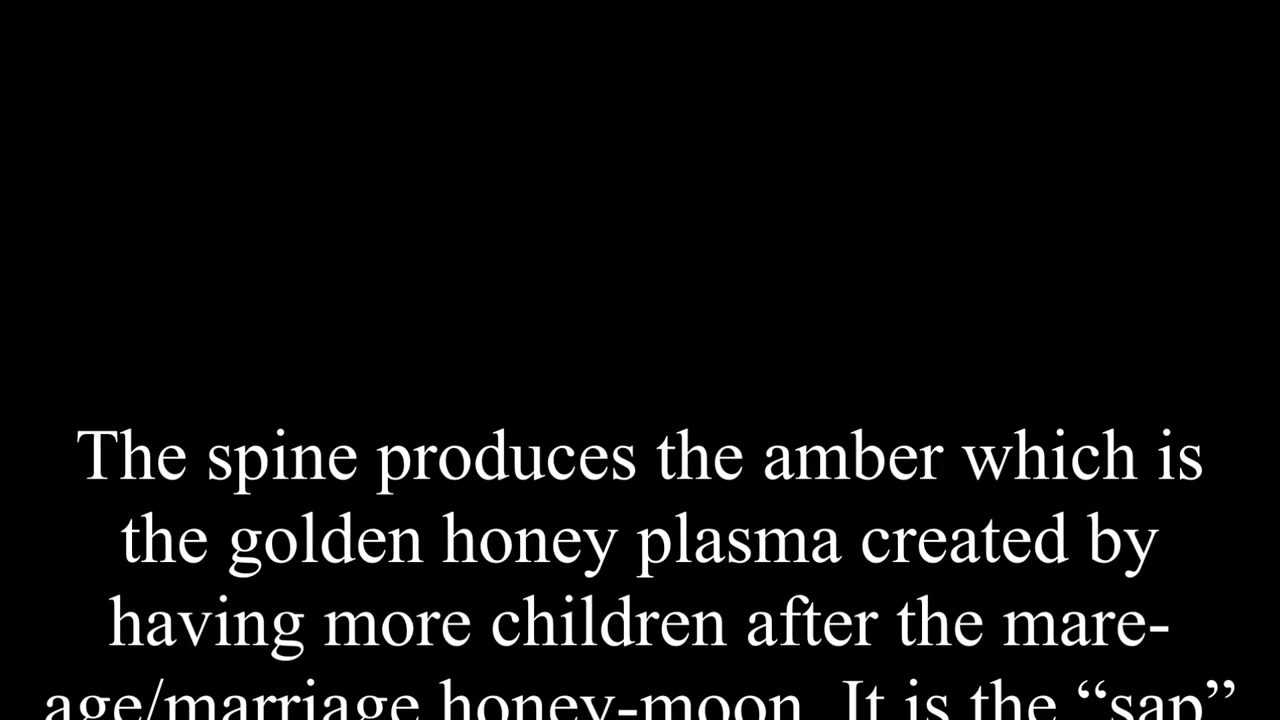 The spine produces the amber which is
the golden honey plasma created by
having more children after the mare-
age/marriage honey-moon. It is the “sap”